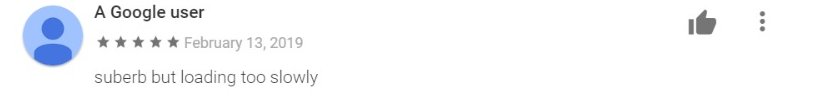 A Google user
★★★★★ February 13, 2019
suberb but loading too slowly